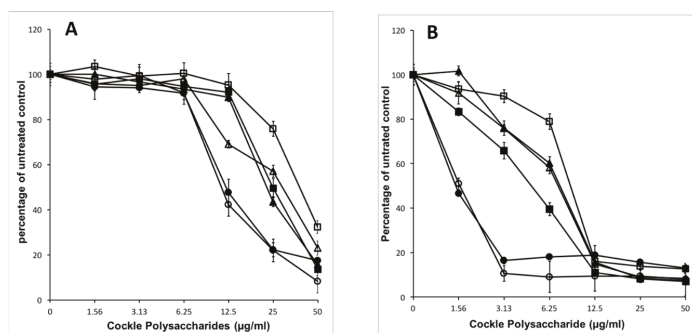 A
percentage of untreated control
120
100
80
60
40
20
0
0 1.56 3.13 6.25 12.5 25 50
Cockle Polysaccharides (µg/ml)
B
Percentage of untrated control
120
100
80
60
40
20
0
0 1.56 3.13 6.25 12.5 25 50
Cockle Polysaccharide (µg/ml)